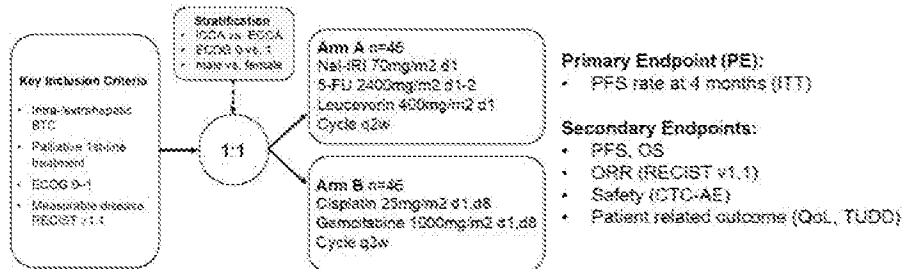 Stratification
• iCCA vs. ECCA
• ECOG 0 vs. 1
• male vs. female
Key Inclusion Criteria
• Intra-/extrahepatic
BTC
• Palliative 1st-line
treatment
• ECOG 0-1
• Measurable disease
RECIST v1.1
1:1
Arm A n=46
Nal-IRI 70mg/m2 d1
5-FU 2400mg/m2 d1-2
Leucovorin 400mg/m2 d1
Cycle q2w
Arm B n=46
Cisplatin 25mg/m2 d1,d8
Gemcitabine 1000mg/m2 d1,d8
Cycle q3w
Primary Endpoint (PE):
• PFS rate at 4 months (ITT)
Secondary Endpoints:
• PFS, OS
• ORR (RECIST v1.1)
• Safety (CTC-AE)
• Patient related outcome (QoL, TUDD)